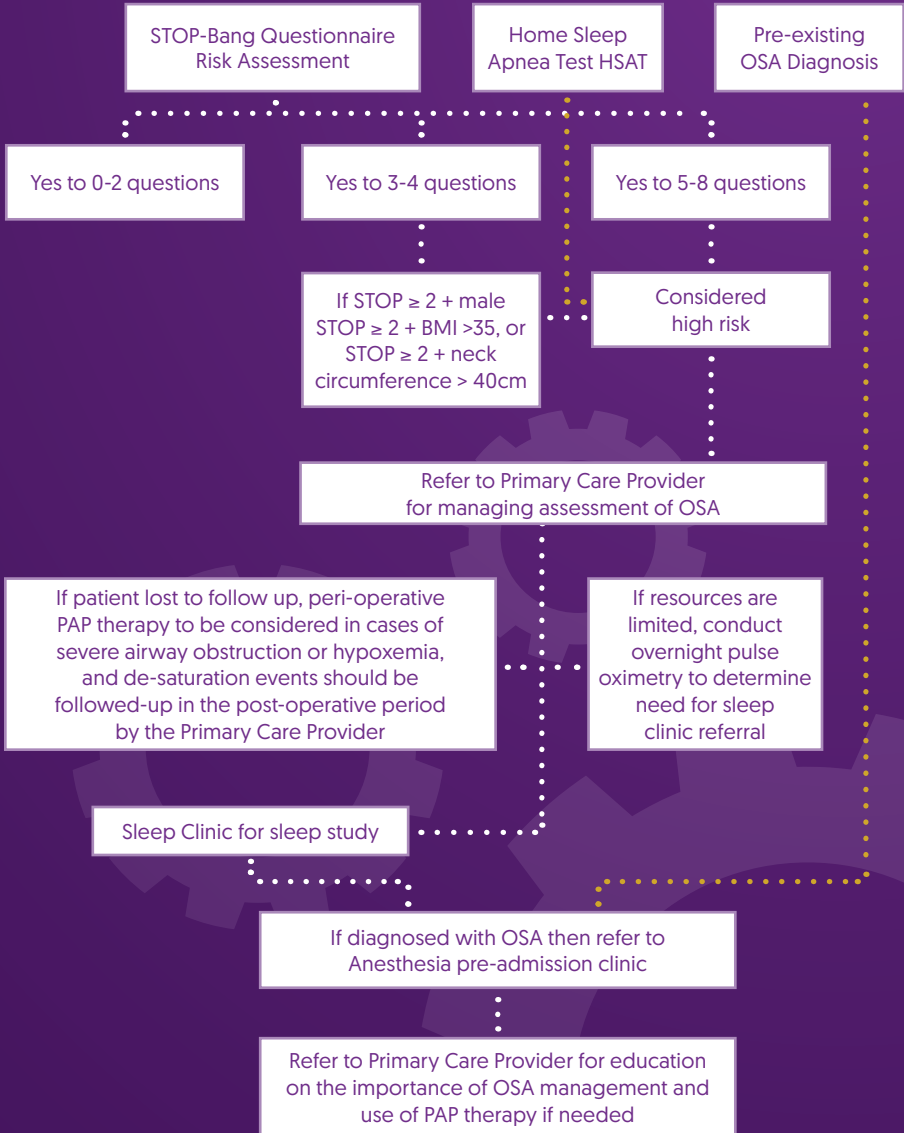 STOP-Bang Questionnaire
Risk Assessment
Home Sleep
Apnea Test HSAT
Pre-existing
OSA Diagnosis
Yes to 0-2 questions
Yes to 3-4 questions
Yes to 5-8 questions
If STOP ≥ 2 + male
STOP ≥ 2 + BMI >35, or
STOP ≥ 2 + neck
circumference > 40cm
Considered
high risk
Refer to Primary Care Provider
for managing assessment of OSA
If patient lost to follow up, peri-operative
PAP therapy to be considered in cases of
severe airway obstruction or hypoxemia,
and de-saturation events should be
followed-up in the post-operative period
by the Primary Care Provider
If resources are
limited, conduct
overnight pulse
oximetry to determine
need for sleep
clinic referral
Sleep Clinic for sleep study
If diagnosed with OSA then refer to
Anesthesia pre-admission clinic
Refer to Primary Care Provider for education
on the importance of OSA management and
use of PAP therapy if needed